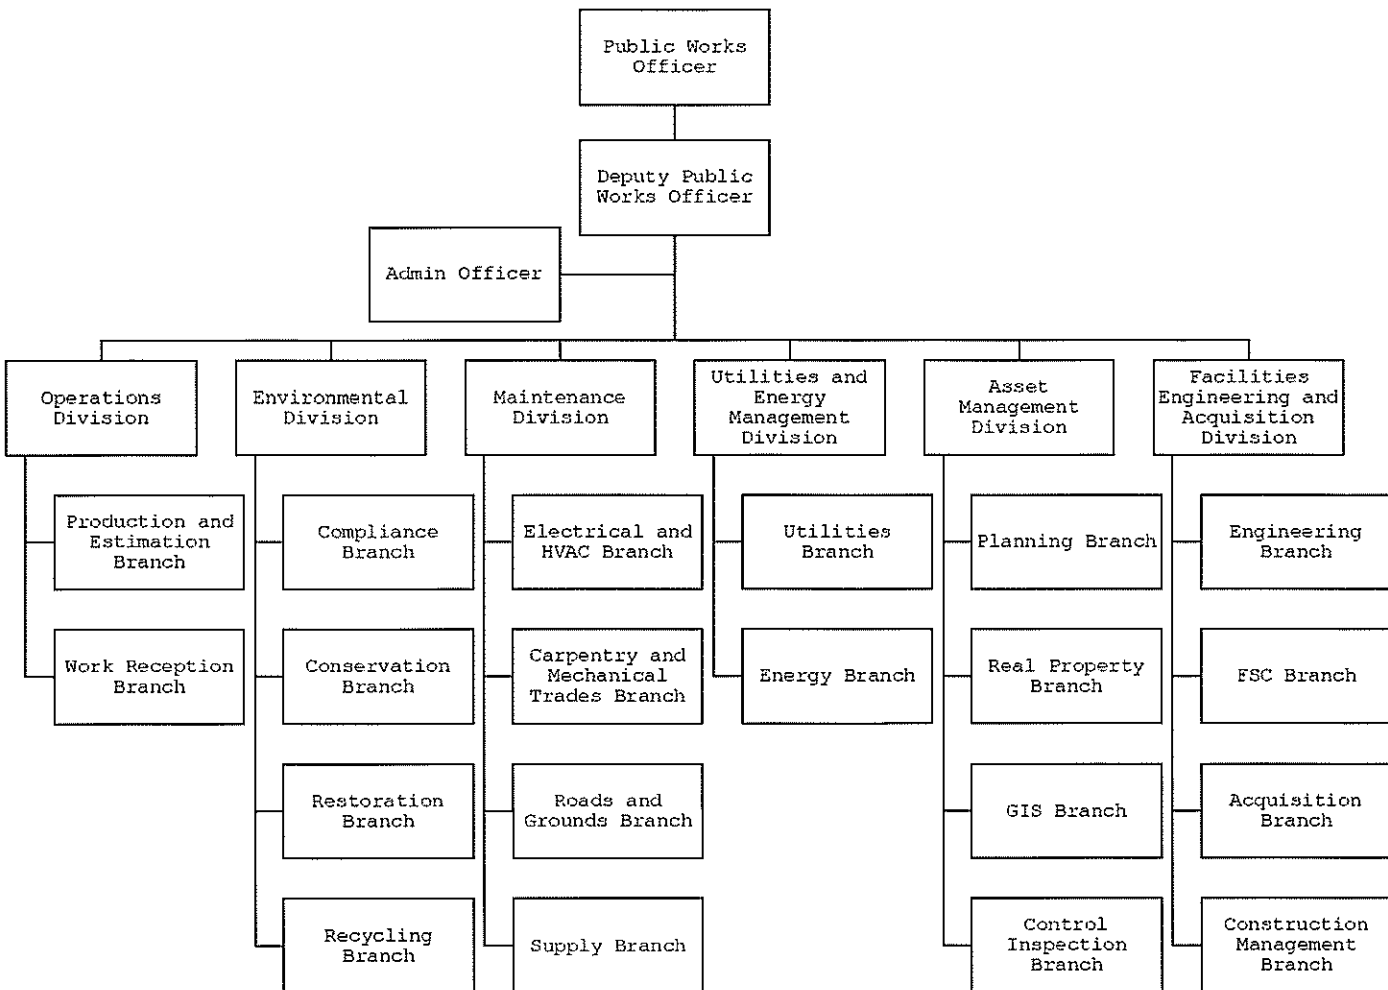 Public Works
Officer
Deputy Public
Works Officer
Admin Officer
Operations
Division
Environmental
Division
Maintenance
Division
Utilities and
Energy
Management
Division
Asset
Management
Division
Facilities
Engineering and
Acquisition
Division
Production and
Estimation
Branch
Compliance
Branch
Electrical and
HVAC Branch
Utilities
Branch
Planning Branch
Engineering
Branch
Work Reception
Branch
Conservation
Branch
Carpentry and
Mechanical
Trades Branch
Energy Branch
Real Property
Branch
FSC Branch
Restoration
Branch
Roads and
Grounds Branch
GIS Branch
Acquisition
Branch
Recycling
Branch
Supply Branch
Control
Inspection
Branch
Construction
Management
Branch